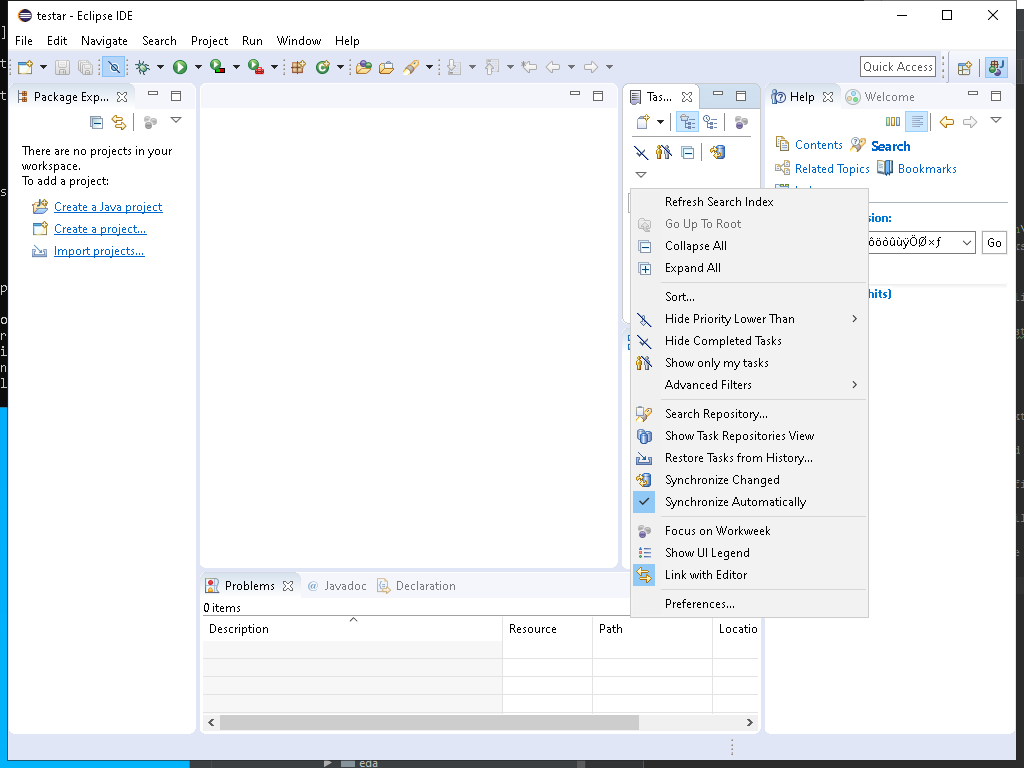 testar - Eclipse IDE
File Edit Navigate Search Project Run Window Help
Quick Access
Package Exp...
Tas...
Help
Welcome
There are no projects in your
workspace.
To add a project:
Create a Java project
Create a project...
Import projects...
Contents
Search
Related Topics
Bookmarks
Go
hits)
Refresh Search Index
Go Up To Root
Collapse All
Expand All
Sort...
Hide Priority Lower Than
Hide Completed Tasks
Show only my tasks
Advanced Filters
Search Repository...
Show Task Repositories View
Restore Tasks from History...
Synchronize Changed
Synchronize Automatically
Focus on Workweek
Show UI Legend
Link with Editor
Preferences...
Problems
@ Javadoc
Declaration
0 items
Description Resource Path Locatio
eda